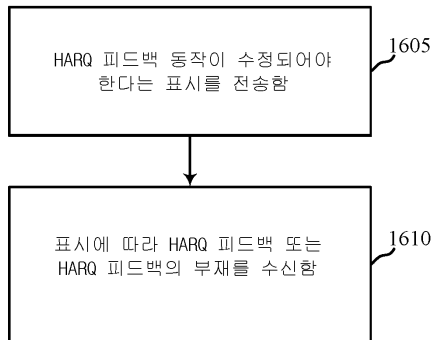 HARQ 피드백 동작이 수정되어야
한다는 표시를 전송함
1605
표시에 따라 HARQ 피드백 또는
HARQ 피드백의 부재를 수신함
1610